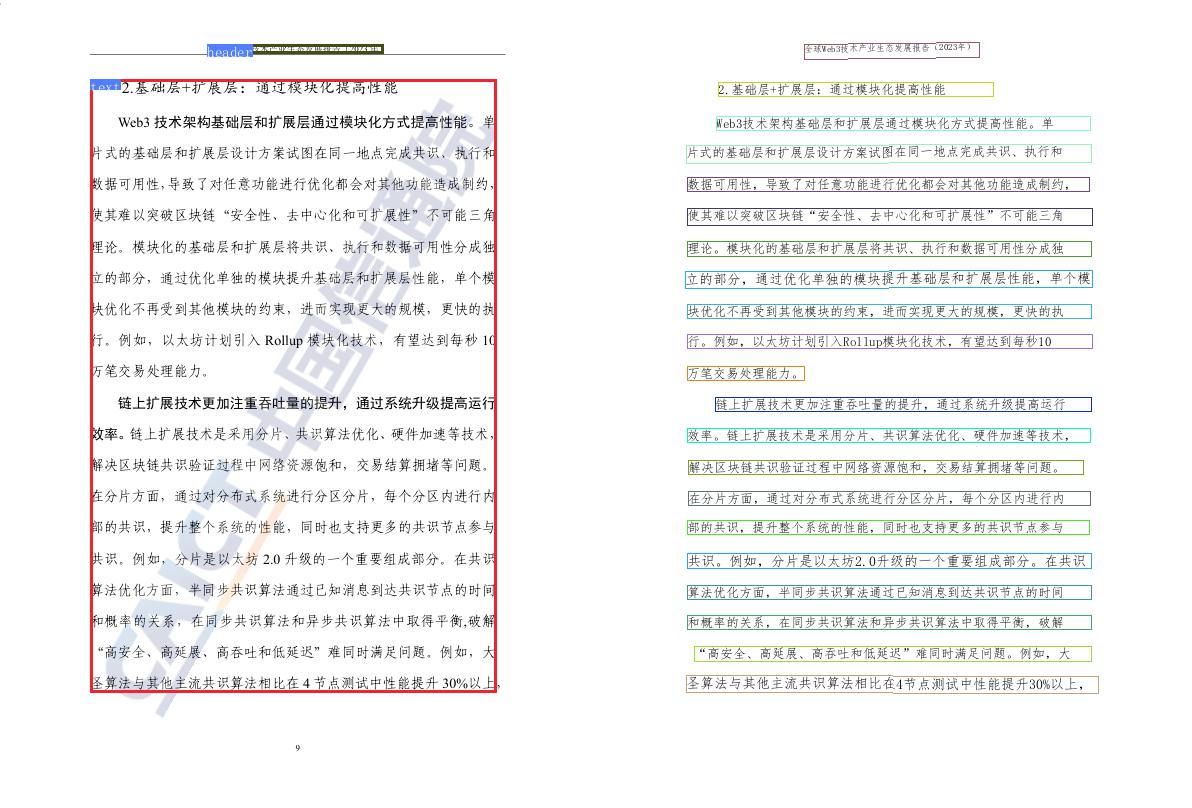 header
text2.基础层+扩展层：通过模块化提高性能
Web3 技术架构基础层和扩展层通过模块化方式提高性能。单
片式的基础层和扩展层设计方案试图在同一地点完成共识、执行和
数据可用性，导致了对任意功能进行优化都会对其他功能造成制约，
使其难以突破区块链“安全性、去中心化和可扩展性”不可能三角
理论。模块化的基础层和扩展层将共识、执行和数据可用性分成独
立的部分，通过优化单独的模块提升基础层和扩展层性能，单个模
块优化不再受到其他模块的约束，进而实现更大的规模，更快的执
行。例如，以太坊计划引入 Rollup 模块化技术，有望达到每秒 10
万笔交易处理能力。
链上扩展技术更加注重吞吐量的提升，通过系统升级提高运行
效率。链上扩展技术是采用分片、共识算法优化、硬件加速等技术，
解决区块链共识验证过程中网络资源饱和，交易结算拥堵等问题。
在分片方面，通过对分布式系统进行分区分片，每个分区内进行内
部的共识，提升整个系统的性能，同时也支持更多的共识节点参与
共识。例如，分片是以太坊 2.0 升级的一个重要组成部分。在共识
算法优化方面，半同步共识算法通过已知消息到达共识节点的时间
和概率的关系，在同步共识算法和异步共识算法中取得平衡,破解
“高安全、高延展、高吞吐和低延迟”难同时满足问题。例如，大
圣算法与其他主流共识算法相比在 4 节点测试中性能提升 30%以上，
CAICT 中国信通院
9
全球Web3技术产业生态发展报告（2023年）
2.基础层+扩展层：通过模块化提高性能
Web3技术架构基础层和扩展层通过模块化方式提高性能。单
片式的基础层和扩展层设计方案试图在同一地点完成共识、执行和
数据可用性，导致了对任意功能进行优化都会对其他功能造成制约，
使其难以突破区块链“安全性、去中心化和可扩展性”不可能三角
理论。模块化的基础层和扩展层将共识、执行和数据可用性分成独
立的部分，通过优化单独的模块提升基础层和扩展层性能，单个模
块优化不再受到其他模块的约束，进而实现更大的规模，更快的执
行。例如，以太坊计划引入Rollup模块化技术，有望达到每秒10
万笔交易处理能力。
链上扩展技术更加注重吞吐量的提升，通过系统升级提高运行
效率。链上扩展技术是采用分片、共识算法优化、硬件加速等技术，
解决区块链共识验证过程中网络资源饱和，交易结算拥堵等问题。
在分片方面，通过对分布式系统进行分区分片，每个分区内进行内
部的共识，提升整个系统的性能，同时也支持更多的共识节点参与
共识。例如，分片是以太坊2.0升级的一个重要组成部分。在共识
算法优化方面，半同步共识算法通过已知消息到达共识节点的时间
和概率的关系，在同步共识算法和异步共识算法中取得平衡，破解
“高安全、高延展、高吞吐和低延迟”难同时满足问题。例如，大
圣算法与其他主流共识算法相比在4节点测试中性能提升30%以上，